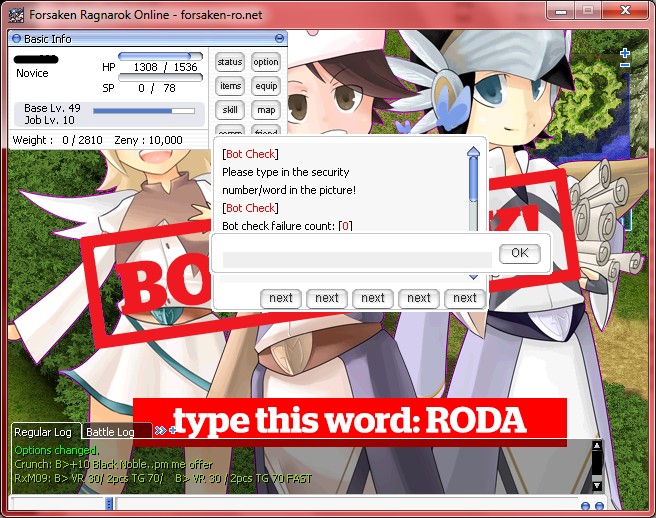 Forsaken Ragnarok Online - forsaken-ro.net
Basic Info
Novice
HP 1308 / 1536
SP 0 / 78
Base Lv. 49
Job Lv. 10
Weight : 0 / 2810 Zeny : 10,000
status option
items equip
skill map
[Bot Check]
Please type in the security
number/word in the picture!
[Bot Check]
Bot check failure count: [0]
OK
next next next next next
type this word: RODA
Regular Log Battle Log
Options changed.
Crunch: B>+10 Black Noble..pm me offer
RxM09: B> VR 30/ 2pcs TG 70/ B> VR 30 / 2pcs TG 70 FAST